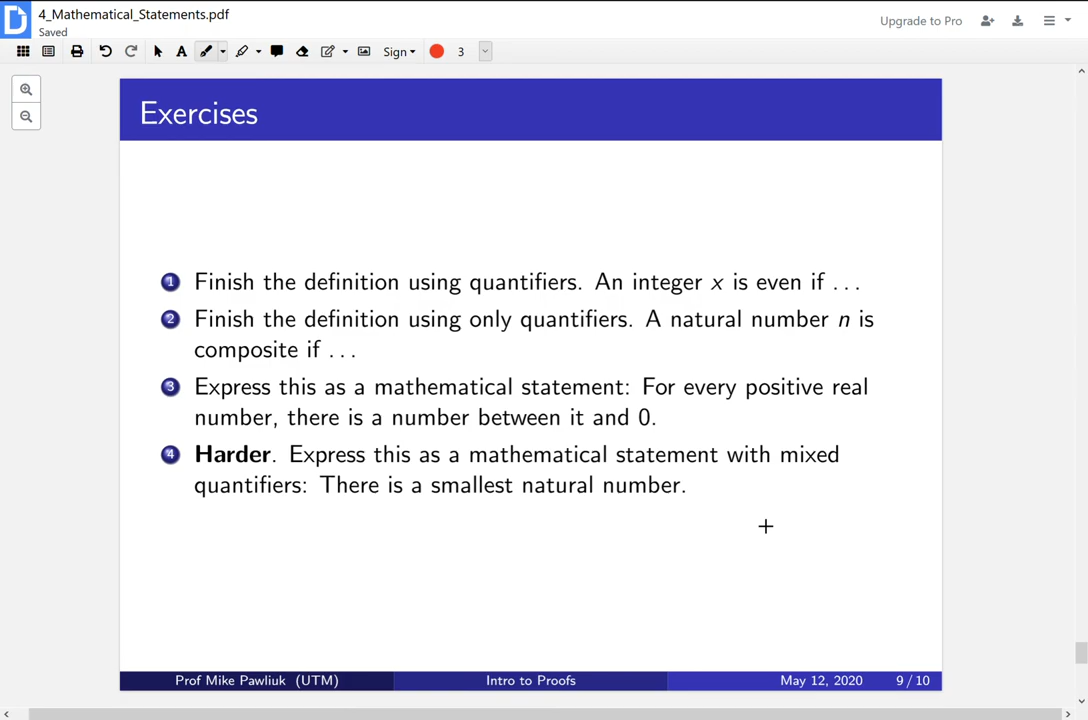 4_Mathematical_Statements.pdf
Saved
Upgrade to Pro
A
Sign
3
Exercises
1 Finish the definition using quantifiers. An integer x is even if . . .
2 Finish the definition using only quantifiers. A natural number n is
composite if . . .
3 Express this as a mathematical statement: For every positive real
number, there is a number between it and 0.
4 Harder. Express this as a mathematical statement with mixed
quantifiers: There is a smallest natural number.
Prof Mike Pawliuk (UTM)
Intro to Proofs
May 12, 2020
9 / 10